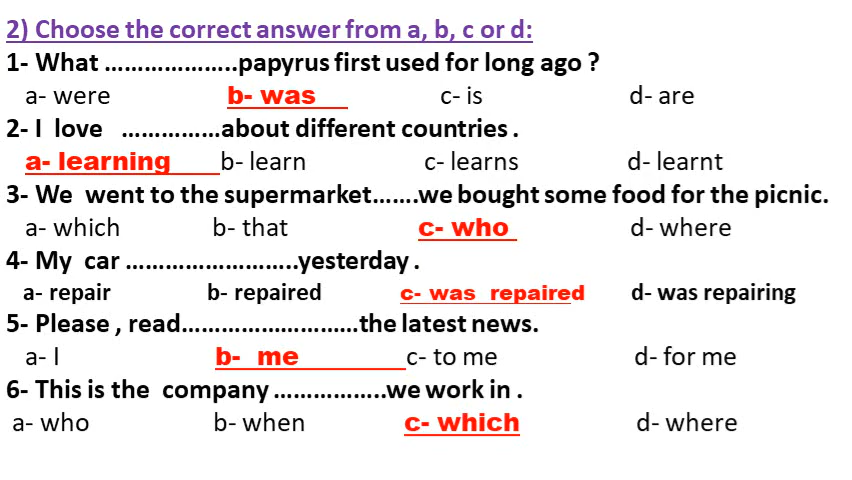 2) Choose the correct answer from a, b, c or d:
1- What ......................papyrus first used for long ago ?
a- were b- was c- is d- are
2- I love ...............about different countries .
a- learning b- learn c- learns d- learnt
3- We went to the supermarket.......we bought some food for the picnic.
a- which b- that c- who d- where
4- My car ..........................yesterday .
a- repair b- repaired c- was repaired d- was repairing
5- Please , read...........................the latest news.
a- I b- me c- to me d- for me
6- This is the company .................we work in .
a- who b- when c- which d- where